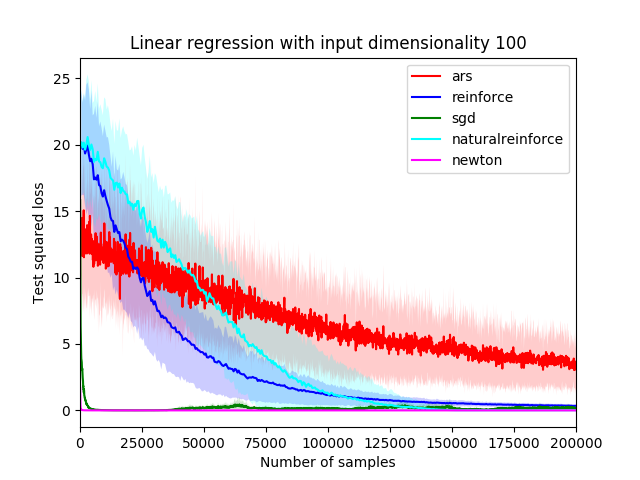 Linear regression with input dimensionality 100
ars
reinforce
sgd
naturalreinforce
newton
Test squared loss
25
20
15
10
5
0
0 25000 50000 75000 100000 125000 150000 175000 200000
Number of samples